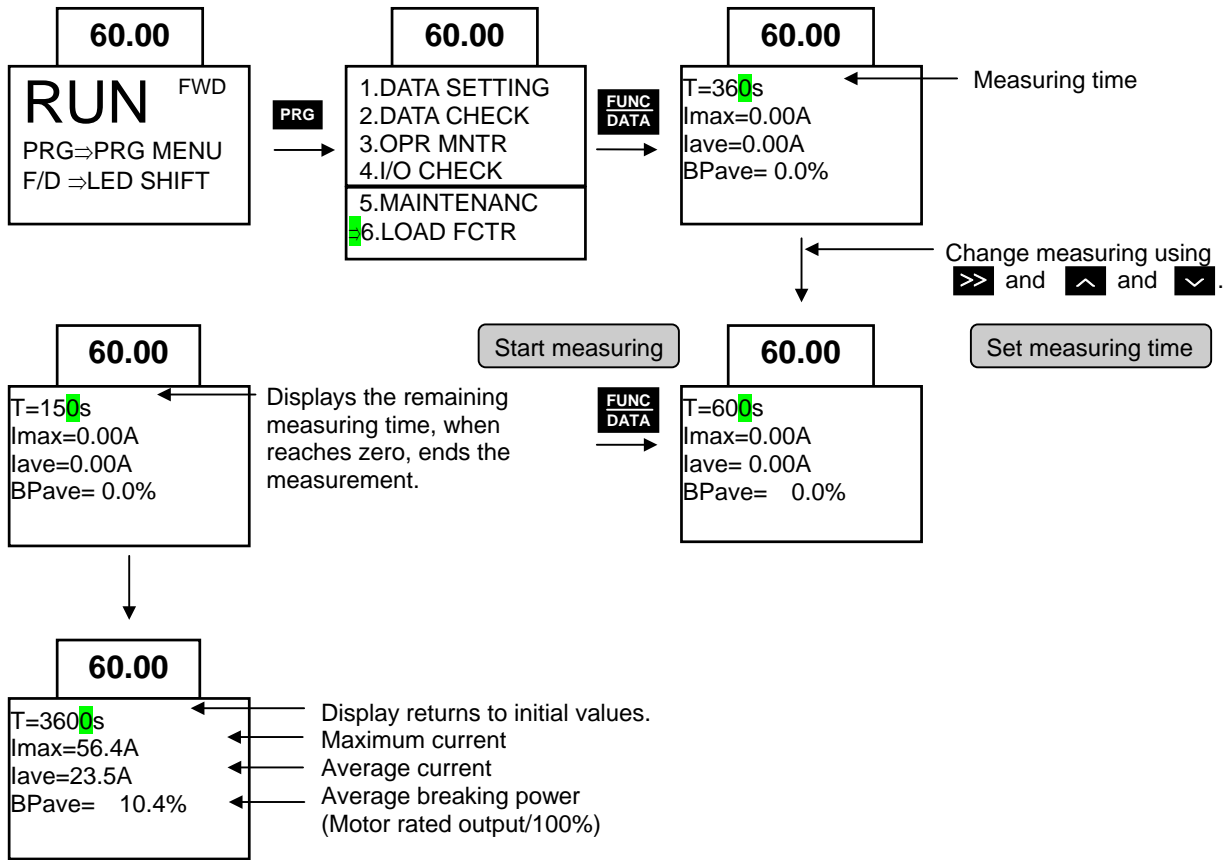 60.00
RUN FWD
PRG⇒PRG MENU
F/D ⇒LED SHIFT
PRG
60.00
1.DATA SETTING
2.DATA CHECK
3.OPR MNTR
4.I/O CHECK
5.MAINTENANC
⇒6.LOAD FCTR
FUNC
DATA
60.00
T=360s
Imax=0.00A
Iave=0.00A
BPave= 0.0%
Measuring time
Change measuring using
>> and ︿ and ﹀.
60.00
T=150s
Imax=0.00A
Iave=0.00A
BPave= 0.0%
Displays the remaining
measuring time, when
reaches zero, ends the
measurement.
Start measuring
FUNC
DATA
60.00
T=600s
Imax=0.00A
Iave= 0.00A
BPave= 0.0%
Set measuring time
60.00
T=3600s
Imax=56.4A
Iave=23.5A
BPave= 10.4%
Display returns to initial values.
Maximum current
Average current
Average breaking power
(Motor rated output/100%)